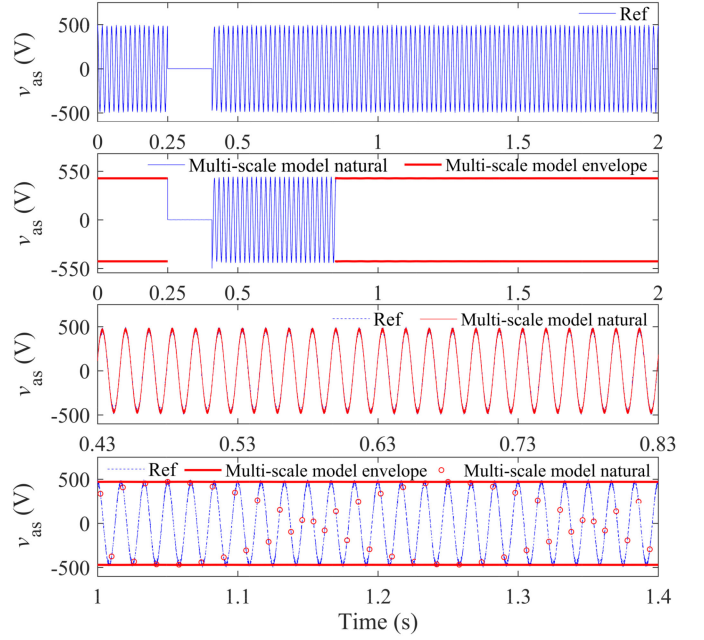 Ref
500
0
-500
v_as (V)
0 0.25 0.5 1 1.5 2
Multi-scale model natural Multi-scale model envelope
550
0
-550
v_as (V)
0 0.25 0.5 1 1.5 2
Ref Multi-scale model natural
500
0
-500
v_as (V)
0.43 0.53 0.63 0.73 0.83
Ref Multi-scale model envelope Multi-scale model natural
500
0
-500
v_as (V)
1 1.1 1.2 1.3 1.4
Time (s)